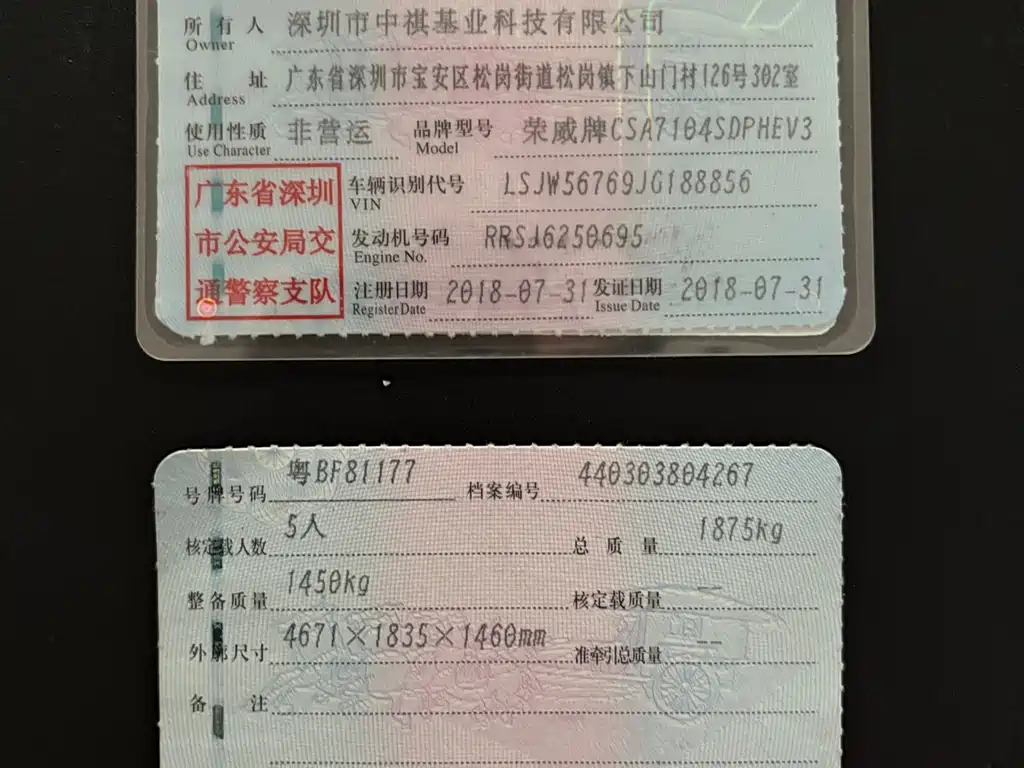 所有人 深圳市中祺基业科技有限公司
Owner
住 址 广东省深圳市宝安区松岗街道松岗镇下山门村126号302室
Address
使用性质 非营运 品牌型号 荣威牌CSA7104SDPHEV3
Use Character Model
广东省深圳
市公安局交
通警察支队
车辆识别代号 LSJW56769JG188856
VIN
发动机号码 RRSJ6250695
Engine No.
注册日期 2018-07-31 发证日期 2018-07-31
Register Date Issue Date
号牌号码 粤BF81177 档案编号 440303804267
核定载人数 5人 总质量 1875kg
整备质量 1450kg 核定载质量 --
外廓尺寸 4671×1835×1460mm 准牵引总质量 --
备 注